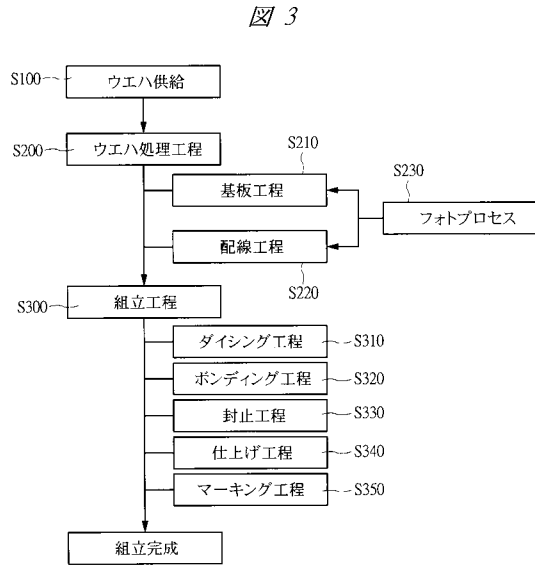 図 3
S100
ウエハ供給
S200
ウエハ処理工程
S210
基板工程
S230
フォトプロセス
配線工程
S220
S300
組立工程
ダイシング工程
S310
ボンディング工程
S320
封止工程
S330
仕上げ工程
S340
マーキング工程
S350
組立完成